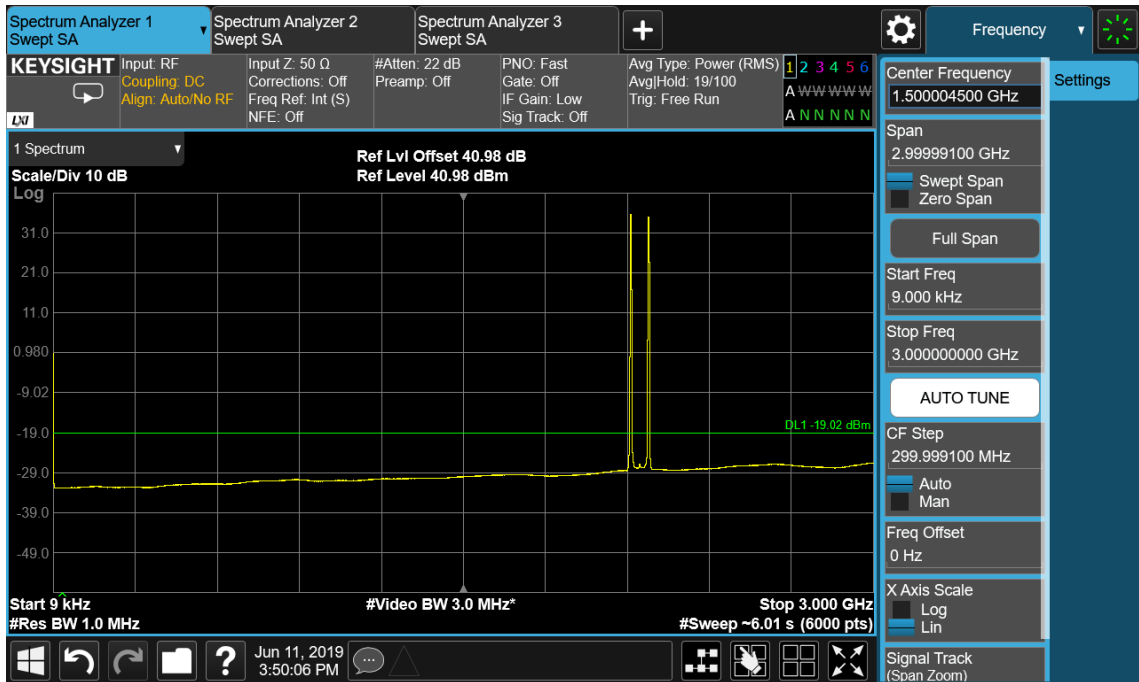 Spectrum Analyzer 1
Swept SA
Spectrum Analyzer 2
Swept SA
Spectrum Analyzer 3
Swept SA
Frequency
KEYSIGHT
LXI
Input: RF
Coupling: DC
Align: Auto/No RF
Input Z: 50 Ω
Corrections: Off
Freq Ref: Int (S)
NFE: Off
#Atten: 22 dB
Preamp: Off
PNO: Fast
Gate: Off
IF Gain: Low
Sig Track: Off
Avg Type: Power (RMS)
Avg|Hold: 19/100
Trig: Free Run
1 2 3 4 5 6
A W W W W W
A N N N N N
1 Spectrum
Scale/Div 10 dB
Log
Ref Lvl Offset 40.98 dB
Ref Level 40.98 dBm
31.0
21.0
11.0
0.980
-9.02
-19.0
-29.0
-39.0
-49.0
DL1 -19.02 dBm
Start 9 kHz
#Res BW 1.0 MHz
#Video BW 3.0 MHz*
Stop 3.000 GHz
#Sweep ~6.01 s (6000 pts)
Jun 11, 2019
3:50:06 PM
Center Frequency
1.500004500 GHz
Settings
Span
2.99999100 GHz
Swept Span
Zero Span
Full Span
Start Freq
9.000 kHz
Stop Freq
3.000000000 GHz
AUTO TUNE
CF Step
299.999100 MHz
Auto
Man
Freq Offset
0 Hz
X Axis Scale
Log
Lin
Signal Track
(Span Zoom)